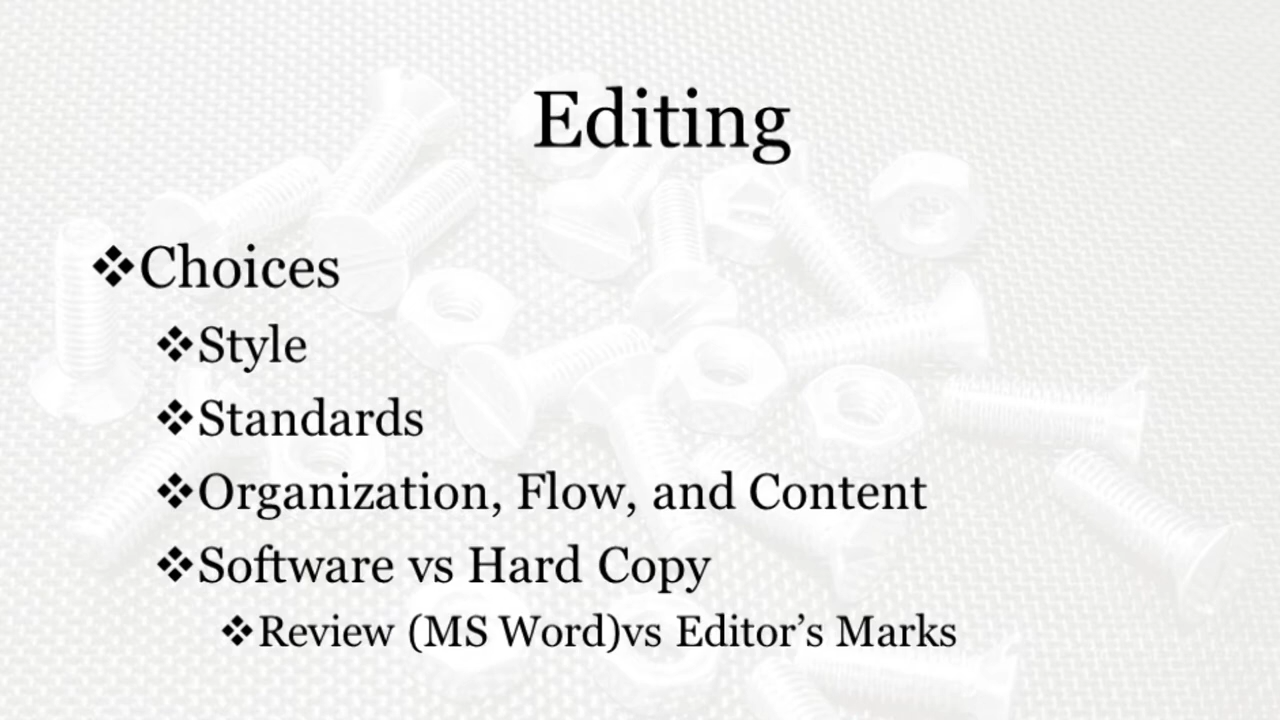 Editing
❖Choices
❖Style
❖Standards
❖Organization, Flow, and Content
❖Software vs Hard Copy
❖Review (MS Word)vs Editor’s Marks